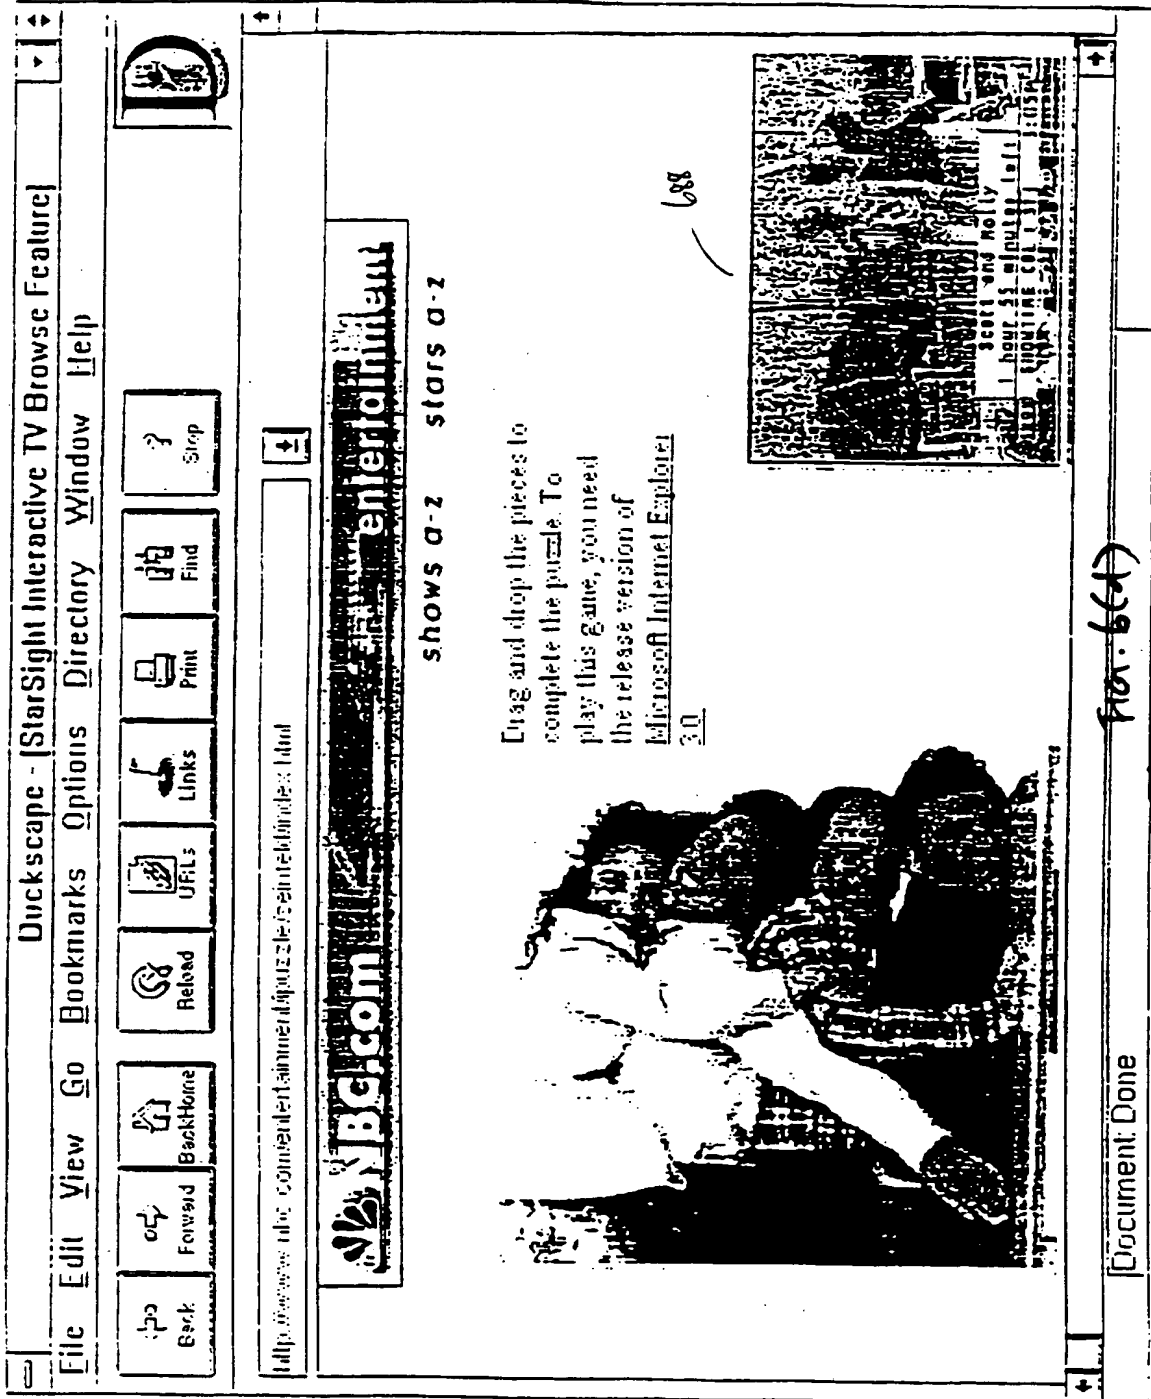 Duckscape - [StarSight Interactive TV Browse Feature]
File Edit View Go Bookmarks Options Directory Window Help
Back Forward BackHome Reload URLs Links Print Find Stop
NBC.com entertainment
shows a-z stars a-z
Drag and drop the pieces to
complete the puzzle. To
play this game, you need
the release version of
Microsoft Internet Explorer
3.0
688
Scott and Molly
1 hour 55 minutes left
SHOWTIME
Document Done
FIG. 6(d)